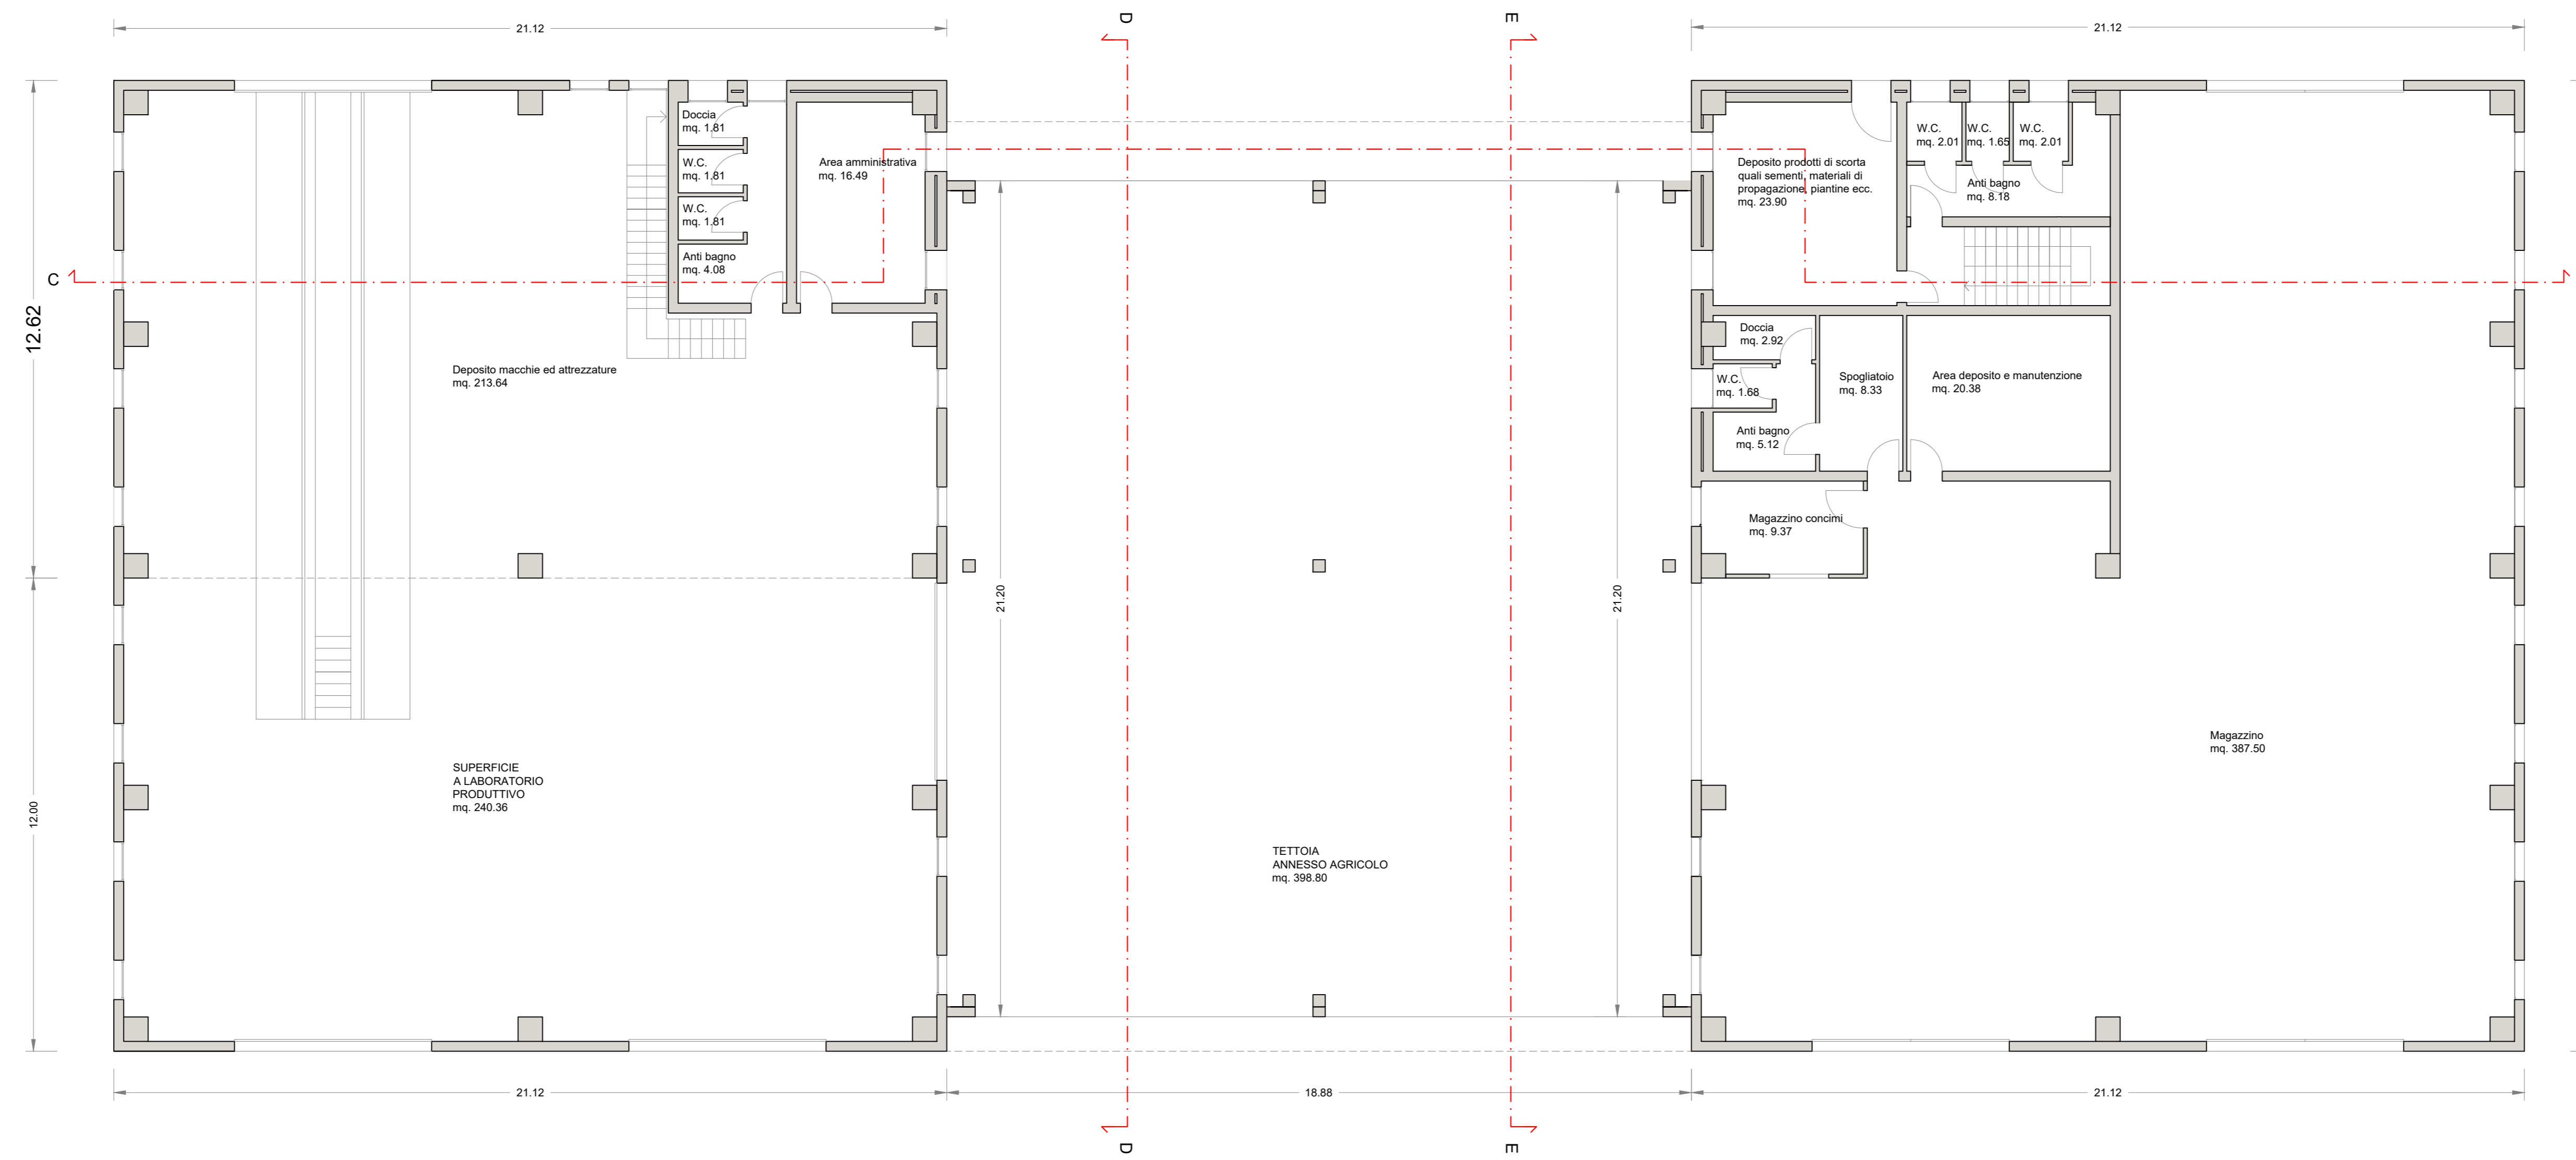 D
E
21.12
21.12
Doccia
mq. 1.81
W.C.
mq. 1.81
W.C.
mq. 1.81
Anti bagno
mq. 4.08
Area amministrativa
mq. 16.49
Deposito prodotti di scorta
quali sementi, materiali di
propagazione, piantine ecc.
mq. 23.90
W.C.
mq. 2.01
W.C.
mq. 1.65
W.C.
mq. 2.01
Anti bagno
mq. 8.18
C
12.62
Deposito macchie ed attrezzature
mq. 213.64
Doccia
mq. 2.92
W.C.
mq. 1.68
Anti bagno
mq. 5.12
Spogliatoio
mq. 8.33
Area deposito e manutenzione
mq. 20.38
Magazzino concimi
mq. 9.37
21.20
21.20
12.00
SUPERFICIE
A LABORATORIO
PRODUTTIVO
mq. 240.36
TETTOIA
ANNESSO AGRICOLO
mq. 398.80
Magazzino
mq. 387.50
21.12
18.88
21.12
D
E